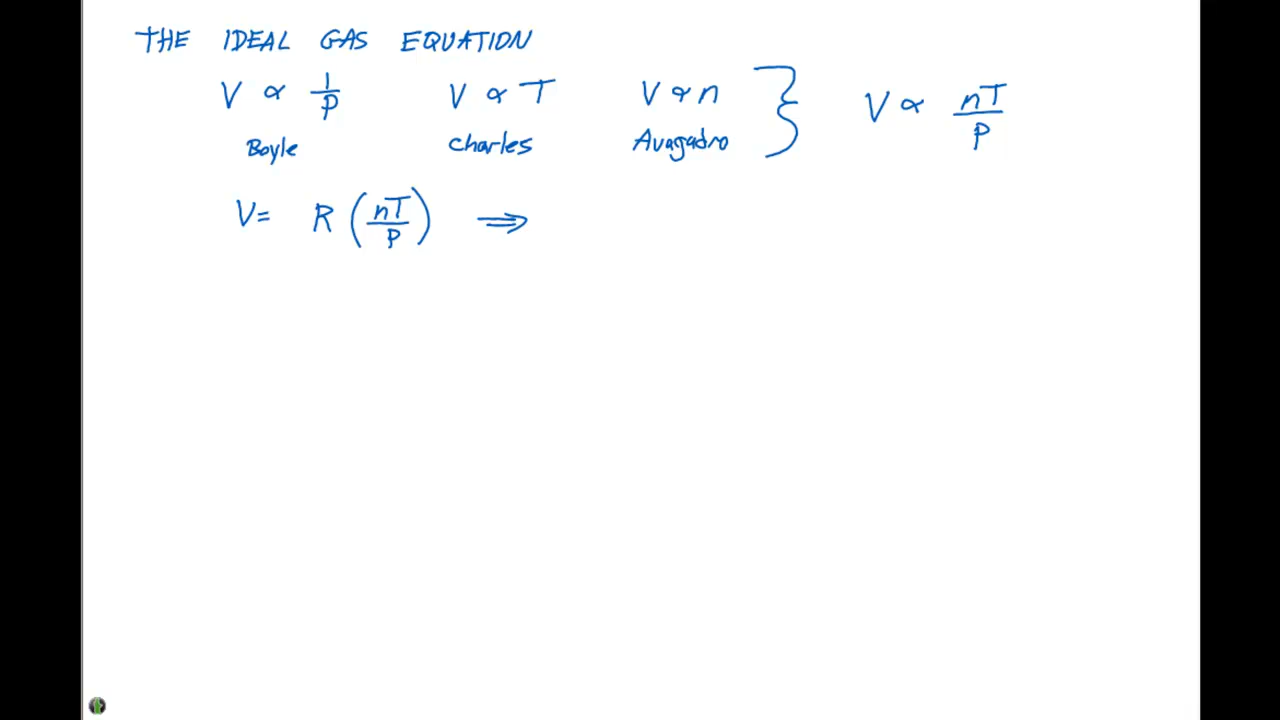 THE IDEAL GAS EQUATION
V ∝ 1/P V ∝ T V ∝ n } V ∝ nT/P
Boyle Charles Avagadro
V= R (nT/P) ⇒